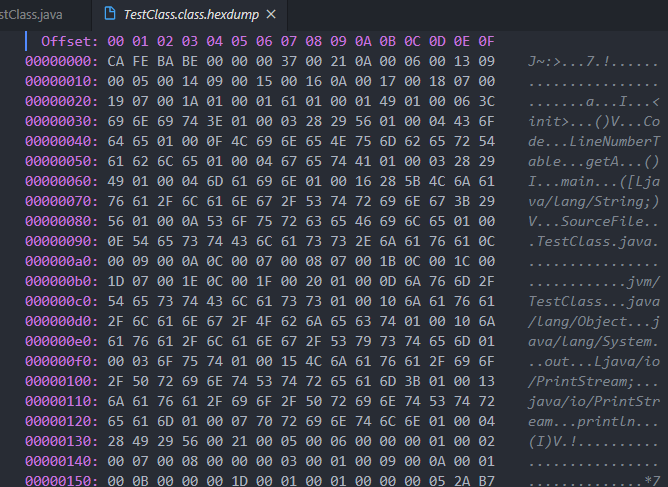 stClass.java TestClass.class.hexdump ×
Offset: 00 01 02 03 04 05 06 07 08 09 0A 0B 0C 0D 0E 0F
00000000: CA FE BA BE 00 00 00 37 00 21 0A 00 06 00 13 09 J~:>...7.!......
00000010: 00 05 00 14 09 00 15 00 16 0A 00 17 00 18 07 00 ................
00000020: 19 07 00 1A 01 00 01 61 01 00 01 49 01 00 06 3C .......a...I...<
00000030: 69 6E 69 74 3E 01 00 03 28 29 56 01 00 04 43 6F init>...()V...Co
00000040: 64 65 01 00 0F 4C 69 6E 65 4E 75 6D 62 65 72 54 de...LineNumberT
00000050: 61 62 6C 65 01 00 04 67 65 74 41 01 00 03 28 29 able...getA...()
00000060: 49 01 00 04 6D 61 69 6E 01 00 16 28 5B 4C 6A 61 I...main...([Lja
00000070: 76 61 2F 6C 61 6E 67 2F 53 74 72 69 6E 67 3B 29 va/lang/String;)
00000080: 56 01 00 0A 53 6F 75 72 63 65 46 69 6C 65 01 00 V...SourceFile..
00000090: 0E 54 65 73 74 43 6C 61 73 73 2E 6A 61 76 61 0C .TestClass.java.
000000a0: 00 09 00 0A 0C 00 07 00 08 07 00 1B 0C 00 1C 00 ................
000000b0: 1D 07 00 1E 0C 00 1F 00 20 01 00 0D 6A 76 6D 2F ............jvm/
000000c0: 54 65 73 74 43 6C 61 73 73 01 00 10 6A 61 76 61 TestClass...java
000000d0: 2F 6C 61 6E 67 2F 4F 62 6A 65 63 74 01 00 10 6A /lang/Object...j
000000e0: 61 76 61 2F 6C 61 6E 67 2F 53 79 73 74 65 6D 01 ava/lang/System.
000000f0: 00 03 6F 75 74 01 00 15 4C 6A 61 76 61 2F 69 6F ..out...Ljava/io
00000100: 2F 50 72 69 6E 74 53 74 72 65 61 6D 3B 01 00 13 /PrintStream;...
00000110: 6A 61 76 61 2F 69 6F 2F 50 72 69 6E 74 53 74 72 java/io/PrintStr
00000120: 65 61 6D 01 00 07 70 72 69 6E 74 6C 6E 01 00 04 eam...println...
00000130: 28 49 29 56 00 21 00 05 00 06 00 00 00 01 00 02 (I)V.!..........
00000140: 00 07 00 08 00 00 00 03 00 01 00 09 00 0A 00 01 ................
00000150: 00 0B 00 00 00 1D 00 01 00 01 00 00 00 05 2A B7 ..............*7